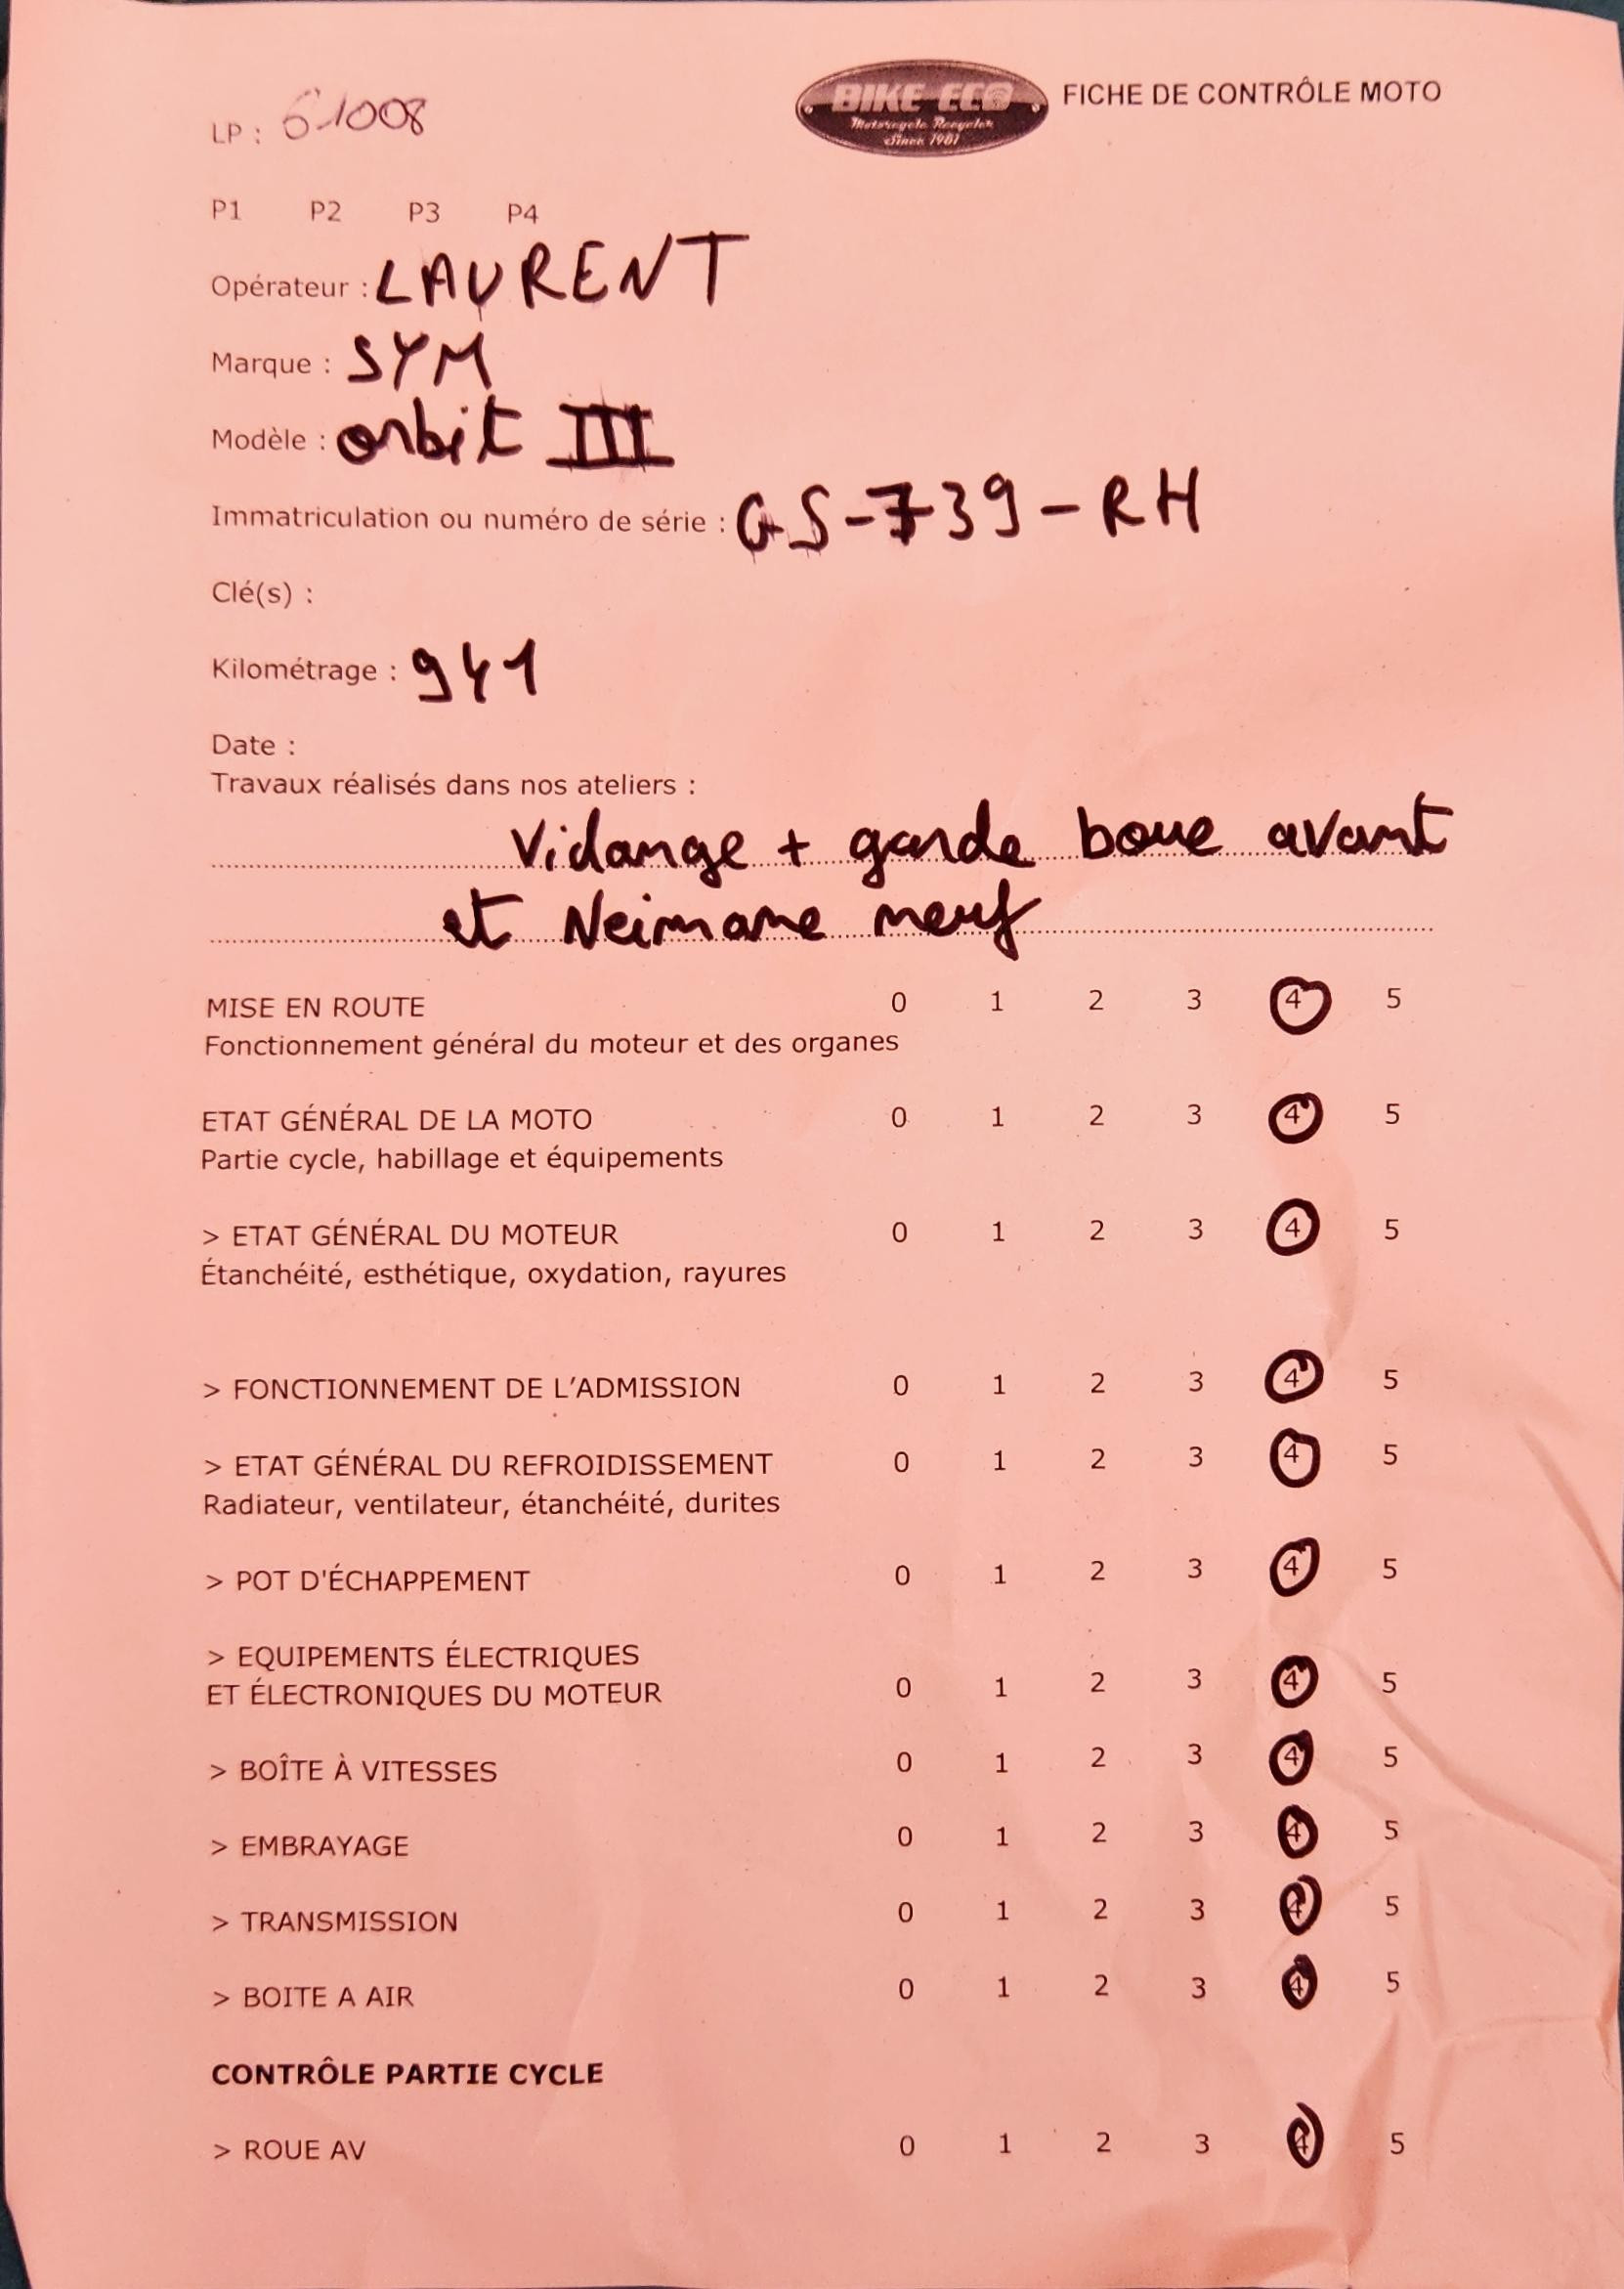 LP : 61008
BIKE ECO
Motorcycle Recycler
Since 1981
FICHE DE CONTRÔLE MOTO
P1 P2 P3 P4
Opérateur : LAURENT
Marque : SYM
Modèle : orbit III
Immatriculation ou numéro de série : GS-739-RH
Clé(s) :
Kilométrage : 941
Date :
Travaux réalisés dans nos ateliers :
Vidange + garde boue avant
et Neimane neuf
MISE EN ROUTE 0 1 2 3 4 5
Fonctionnement général du moteur et des organes
ETAT GÉNÉRAL DE LA MOTO 0 1 2 3 4 5
Partie cycle, habillage et équipements
> ETAT GÉNÉRAL DU MOTEUR 0 1 2 3 4 5
Étanchéité, esthétique, oxydation, rayures
> FONCTIONNEMENT DE L'ADMISSION 0 1 2 3 4 5
> ETAT GÉNÉRAL DU REFROIDISSEMENT 0 1 2 3 4 5
Radiateur, ventilateur, étanchéité, durites
> POT D'ÉCHAPPEMENT 0 1 2 3 4 5
> EQUIPEMENTS ÉLECTRIQUES
ET ÉLECTRONIQUES DU MOTEUR 0 1 2 3 4 5
> BOÎTE À VITESSES 0 1 2 3 4 5
> EMBRAYAGE 0 1 2 3 4 5
> TRANSMISSION 0 1 2 3 4 5
> BOITE A AIR 0 1 2 3 4 5
CONTRÔLE PARTIE CYCLE
> ROUE AV 0 1 2 3 4 5